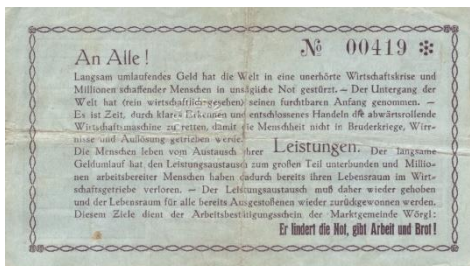 An Alle!
№ 00419 ✻
Langsam umlaufendes Geld hat die Welt in eine unerhörte Wirtschaftskrise und
Millionen schaffender Menschen in unsägliche Not gestürzt. — Der Untergang der
Welt hat (rein wirtschaftlich gesehen) seinen furchtbaren Anfang genommen. —
Es ist Zeit, durch klares Erkennen und entschlossenes Handeln die abwärtsrollende
Wirtschaftsmaschine zu retten, damit die Menschheit nicht in Bruderkriege, Wirr-
nisse und Auflösung getrieben werde.
Die Menschen leben vom Austausch ihrer Leistungen. Der langsame
Geldumlauf hat den Leistungsaustausch zum großen Teil unterbunden und Millio-
nen arbeitsbereiter Menschen haben dadurch bereits ihren Lebensraum im Wirt-
schaftsgetriebe verloren. — Der Leistungsaustausch muß daher wieder gehoben
und der Lebensraum für alle bereits Ausgestoßenen wieder zurückgewonnen werden.
Diesem Ziele dient der Arbeitsbestätigungsschein der Marktgemeinde Wörgl:
Er lindert die Not, gibt Arbeit und Brot!